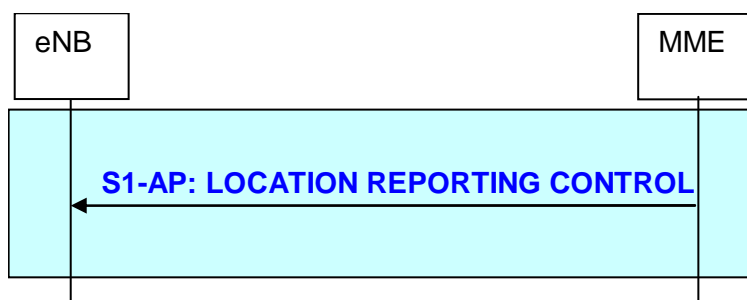 eNB
MME
S1-AP: LOCATION REPORTING CONTROL